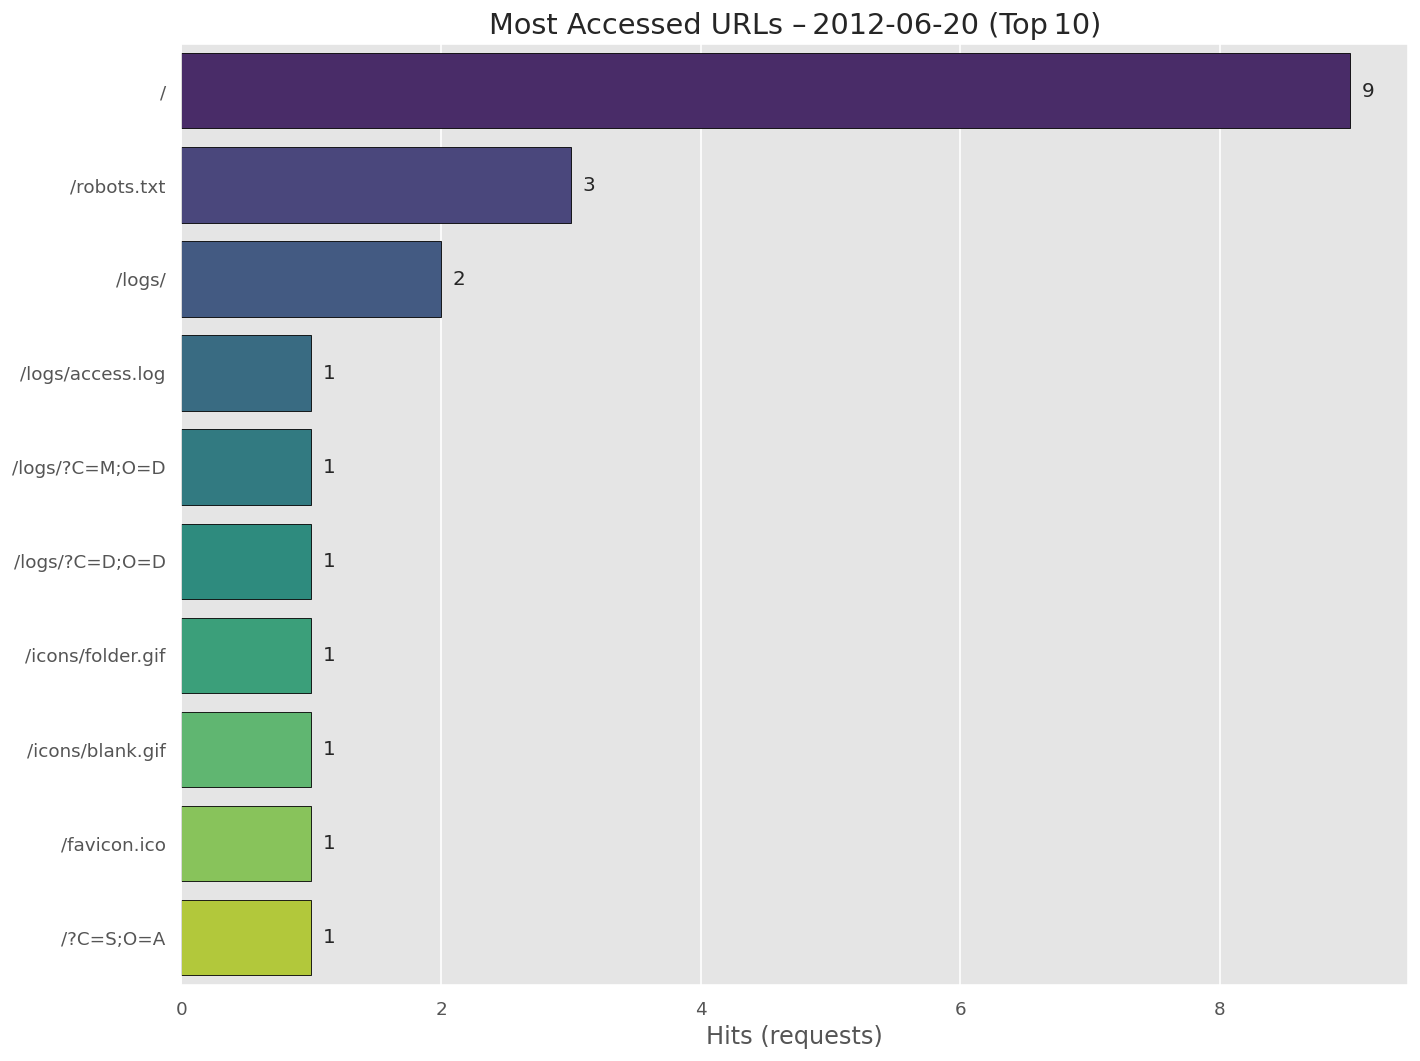 Most Accessed URLs – 2012-06-20 (Top 10)
/ 9
/robots.txt 3
/logs/ 2
/logs/access.log 1
/logs/?C=M;O=D 1
/logs/?C=D;O=D 1
/icons/folder.gif 1
/icons/blank.gif 1
/favicon.ico 1
/?C=S;O=A 1
0 2 4 6 8
Hits (requests)